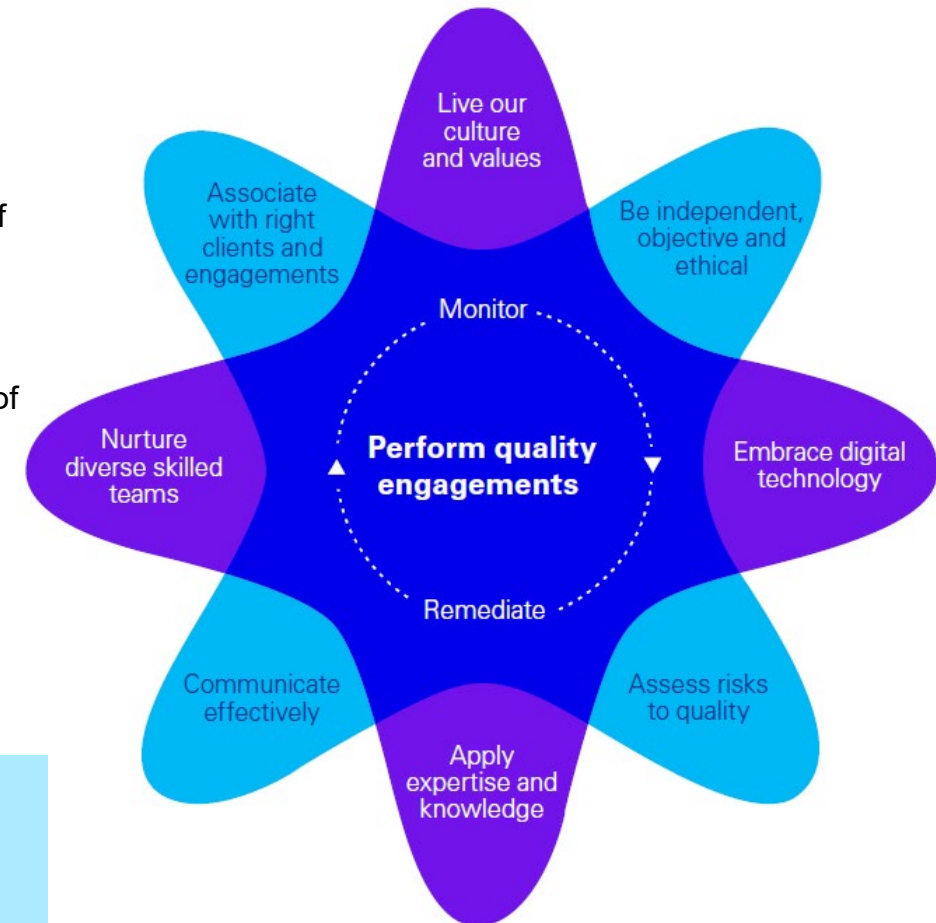 Live our
culture
and values
Associate
with right
clients and
engagements
Be independent,
objective and
ethical
f
Monitor
of
Nurture
diverse skilled
teams
Perform quality
engagements
Embrace digital
technology
Remediate
Communicate
effectively
Assess risks
to quality
Apply
expertise and
knowledge